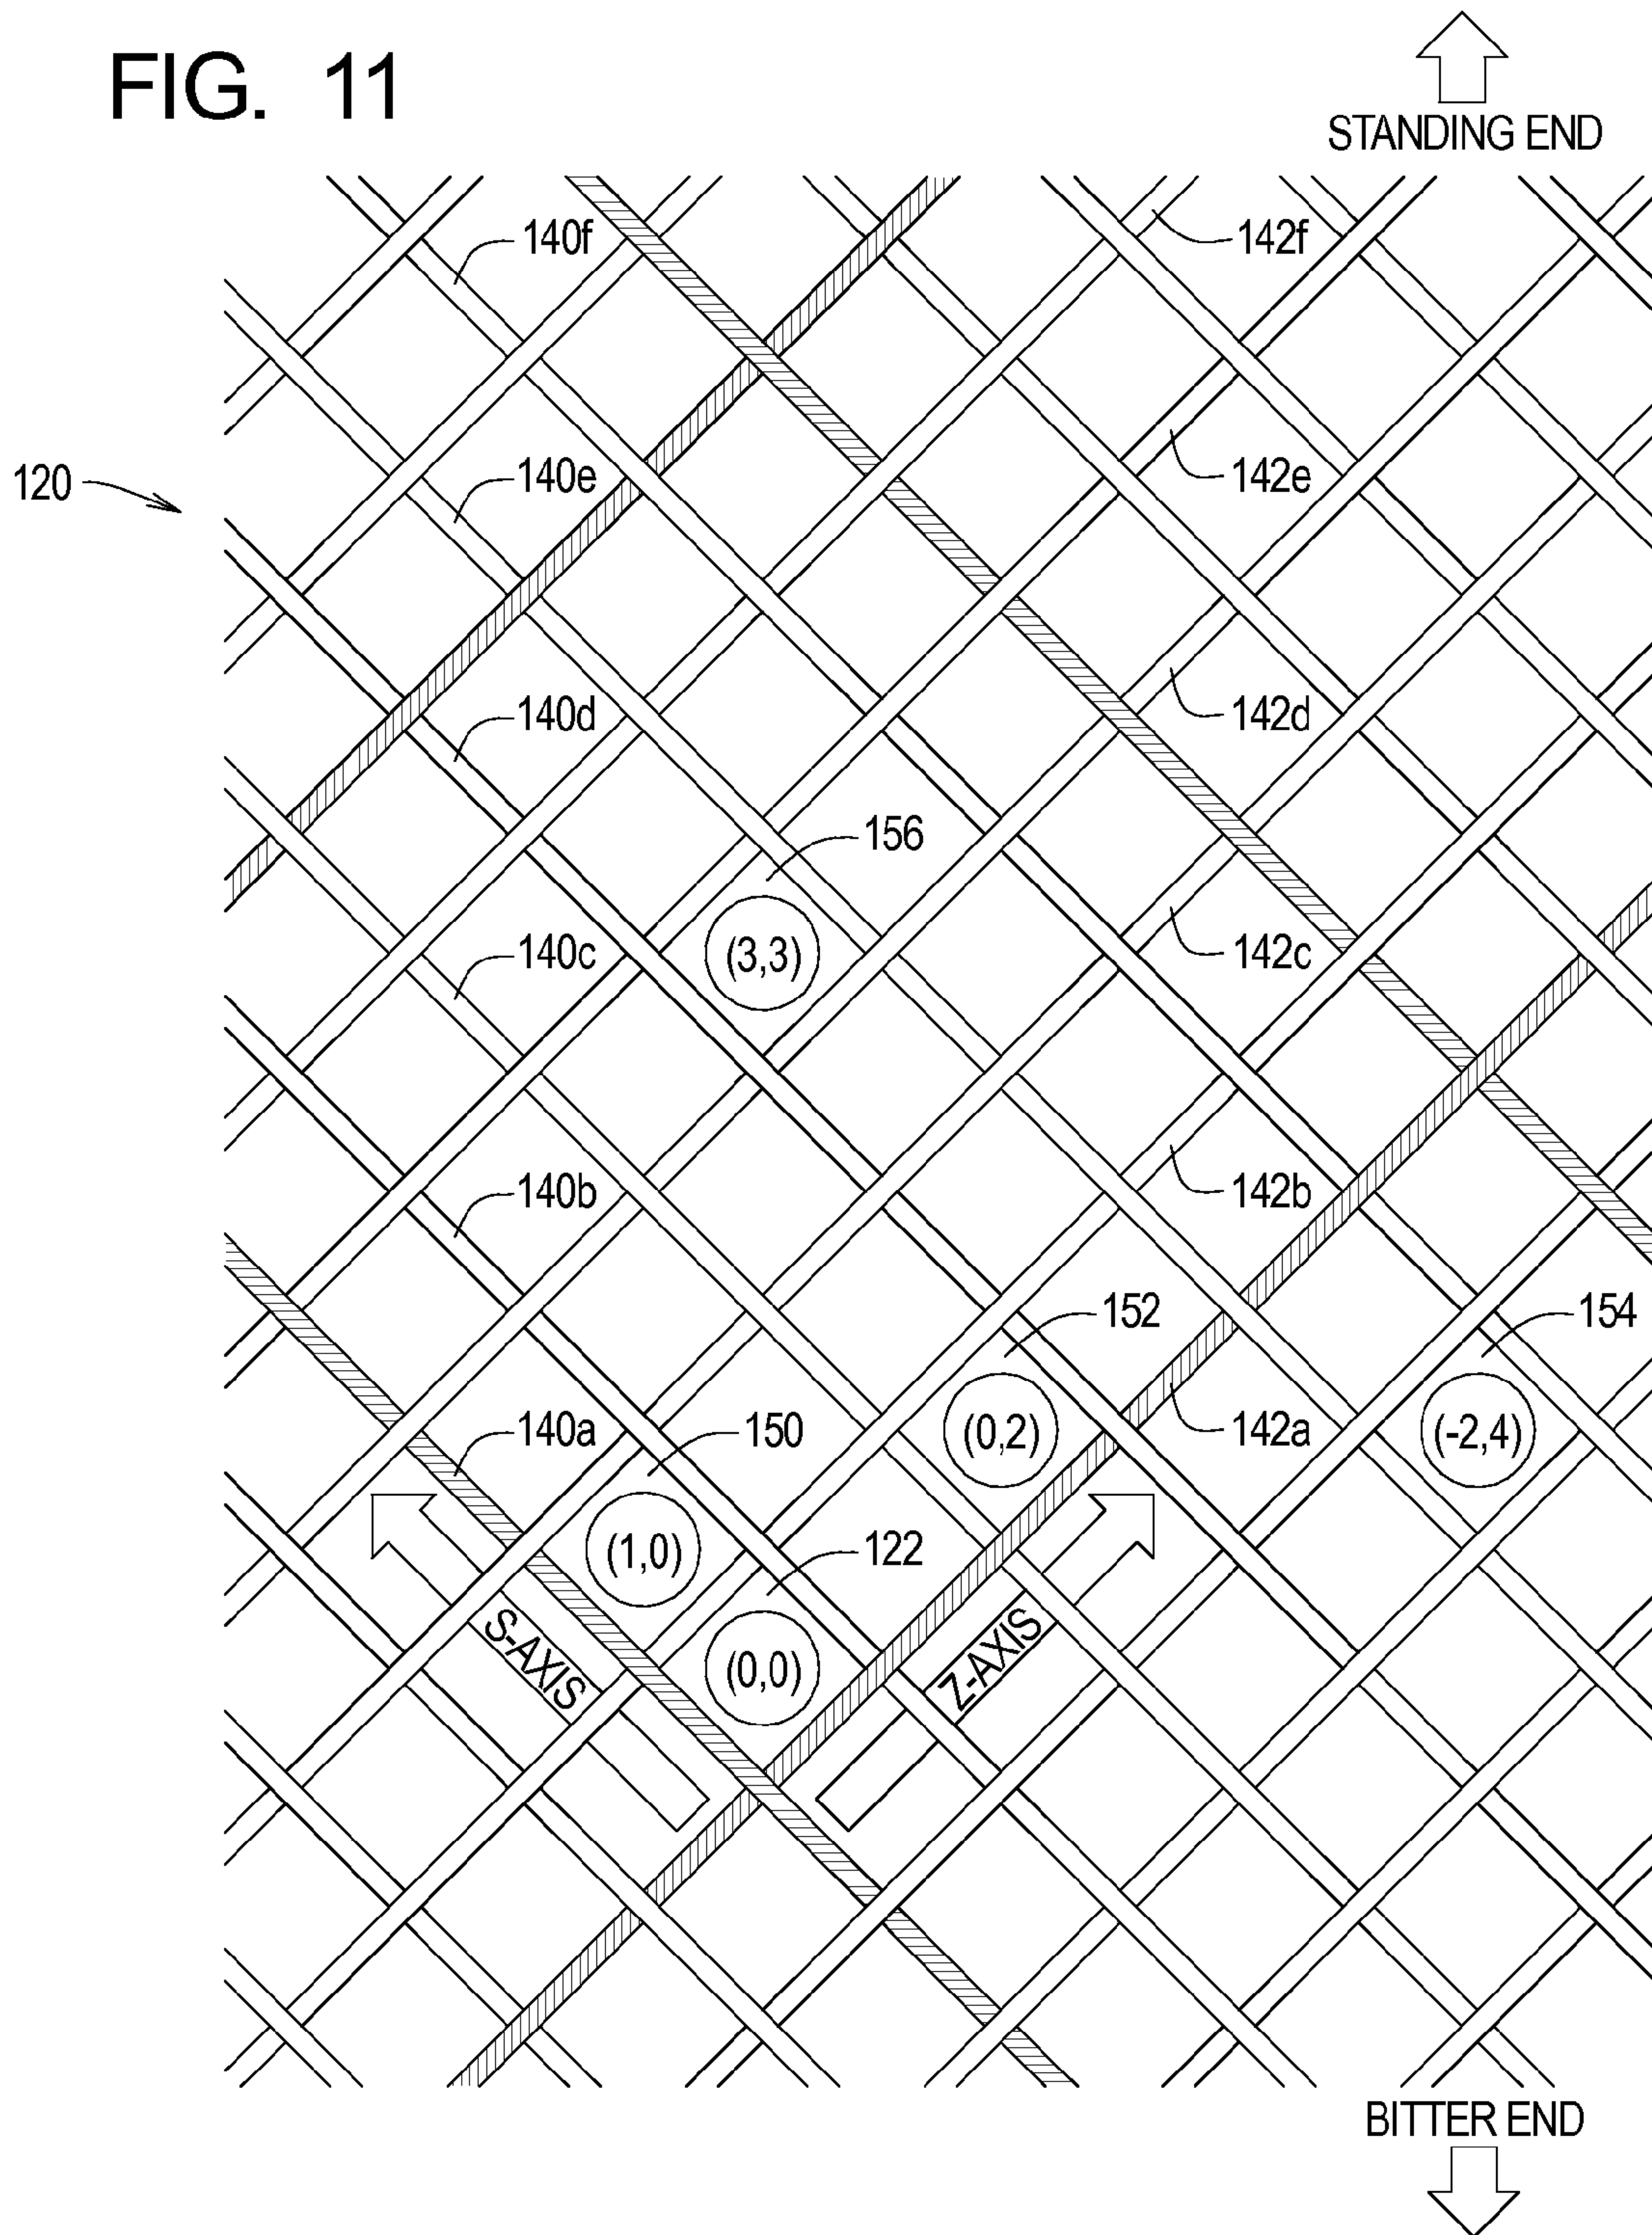 FIG. 11
STANDING END
140f
142f
120
140e
142e
140d
142d
156
140c
(3,3)
142c
140b
142b
152
154
140a
150
(0,2)
142a
(-2,4)
(1,0)
122
S-AXIS
(0,0)
Z-AXIS
BITTER END